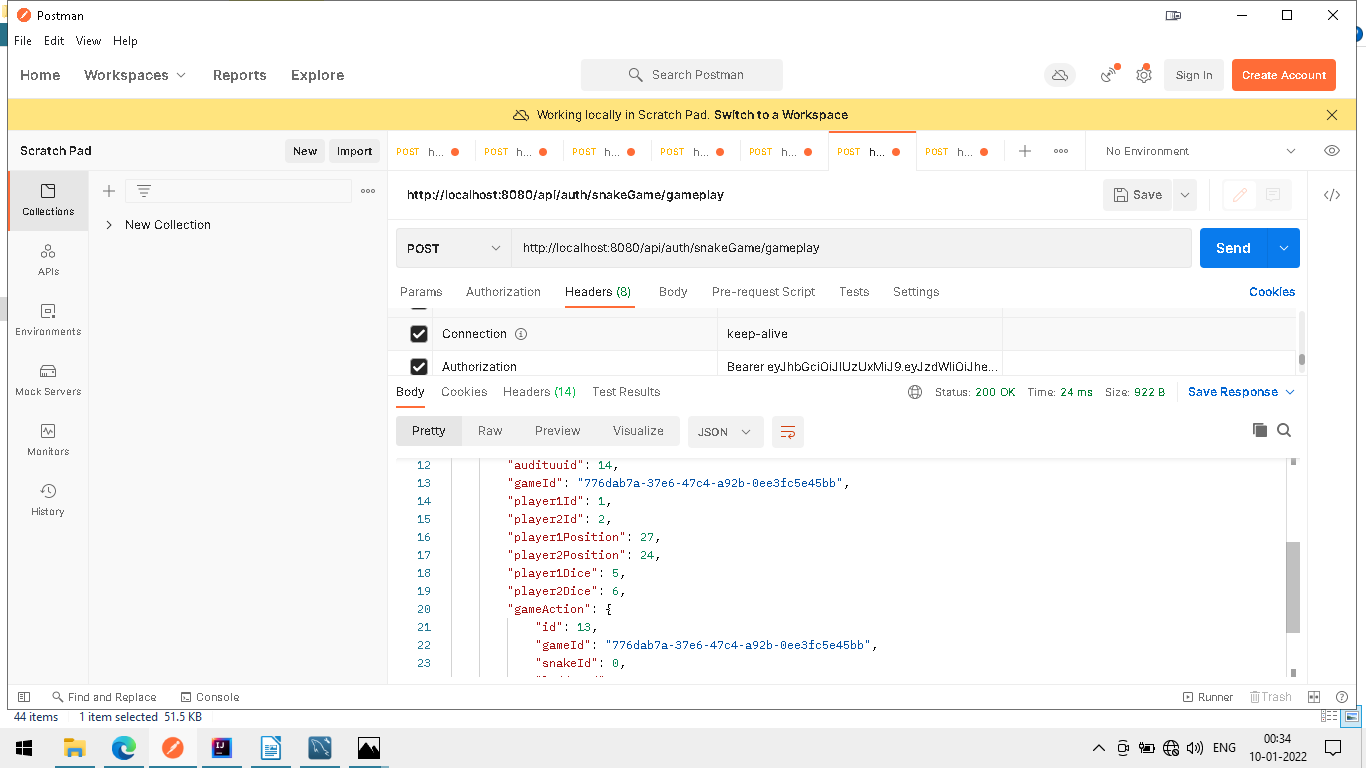 Postman
File Edit View Help
Home Workspaces Reports Explore Search Postman Sign In Create Account
Working locally in Scratch Pad. Switch to a Workspace
Scratch Pad New Import POST h... POST h... POST h... POST h... POST h... POST h... POST h... No Environment
Collections
New Collection
APIs
Environments
Mock Servers
Monitors
History
http://localhost:8080/api/auth/snakeGame/gameplay Save
POST http://localhost:8080/api/auth/snakeGame/gameplay Send
Params Authorization Headers (8) Body Pre-request Script Tests Settings Cookies
Connection keep-alive
Authorization Bearer eyJhbGciOiJIUzUxMiJ9.eyJzdWIiOiJhe...
Body Cookies Headers (14) Test Results Status: 200 OK Time: 24 ms Size: 922 B Save Response
Pretty Raw Preview Visualize JSON
12 "audituuid": 14,
13 "gameId": "776dab7a-37e6-47c4-a92b-0ee3fc5e45bb",
14 "player1Id": 1,
15 "player2Id": 2,
16 "player1Position": 27,
17 "player2Position": 24,
18 "player1Dice": 5,
19 "player2Dice": 6,
20 "gameAction": {
21 "id": 13,
22 "gameId": "776dab7a-37e6-47c4-a92b-0ee3fc5e45bb",
23 "snakeId": 0,
Find and Replace Console Runner Trash
44 items 1 item selected 51.5 KB
ENG 00:34
10-01-2022